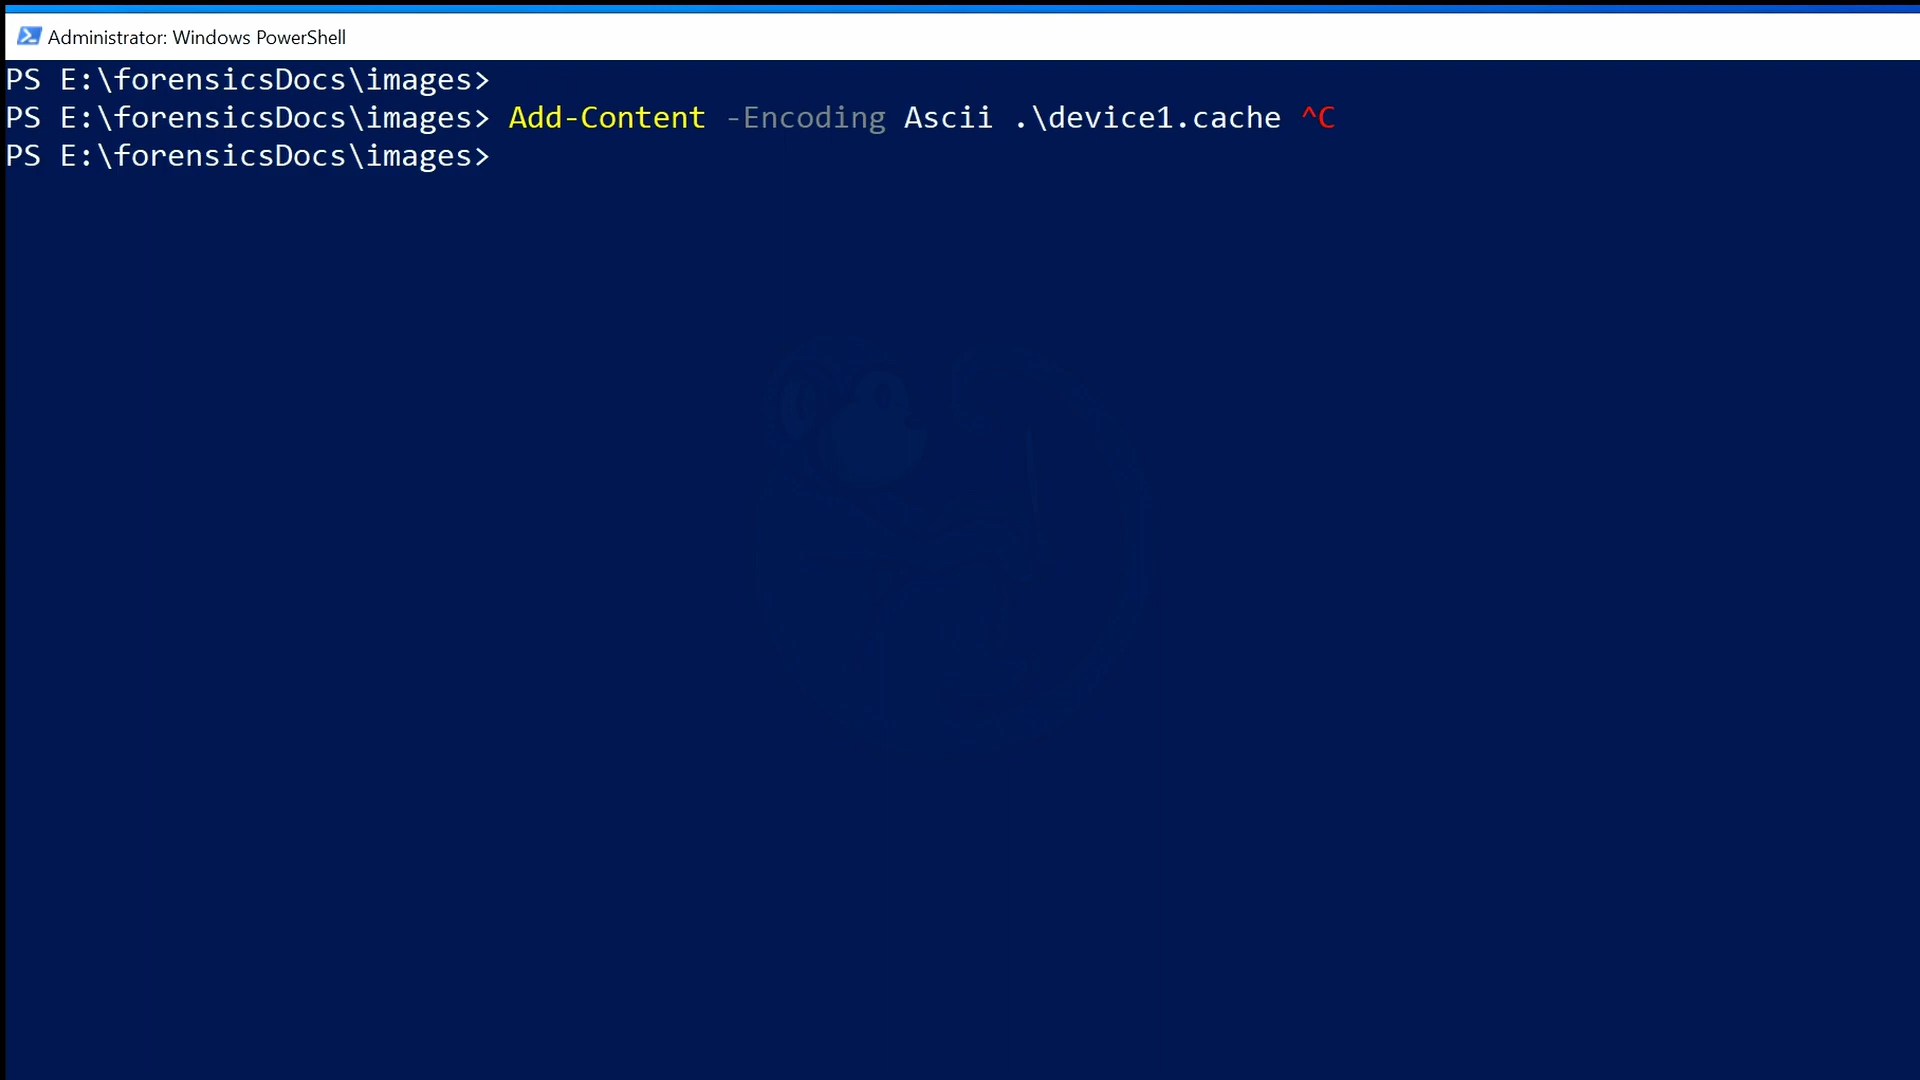 Administrator: Windows PowerShell
PS E:\forensicsDocs\images>
PS E:\forensicsDocs\images> Add-Content -Encoding Ascii .\device1.cache ^C
PS E:\forensicsDocs\images>